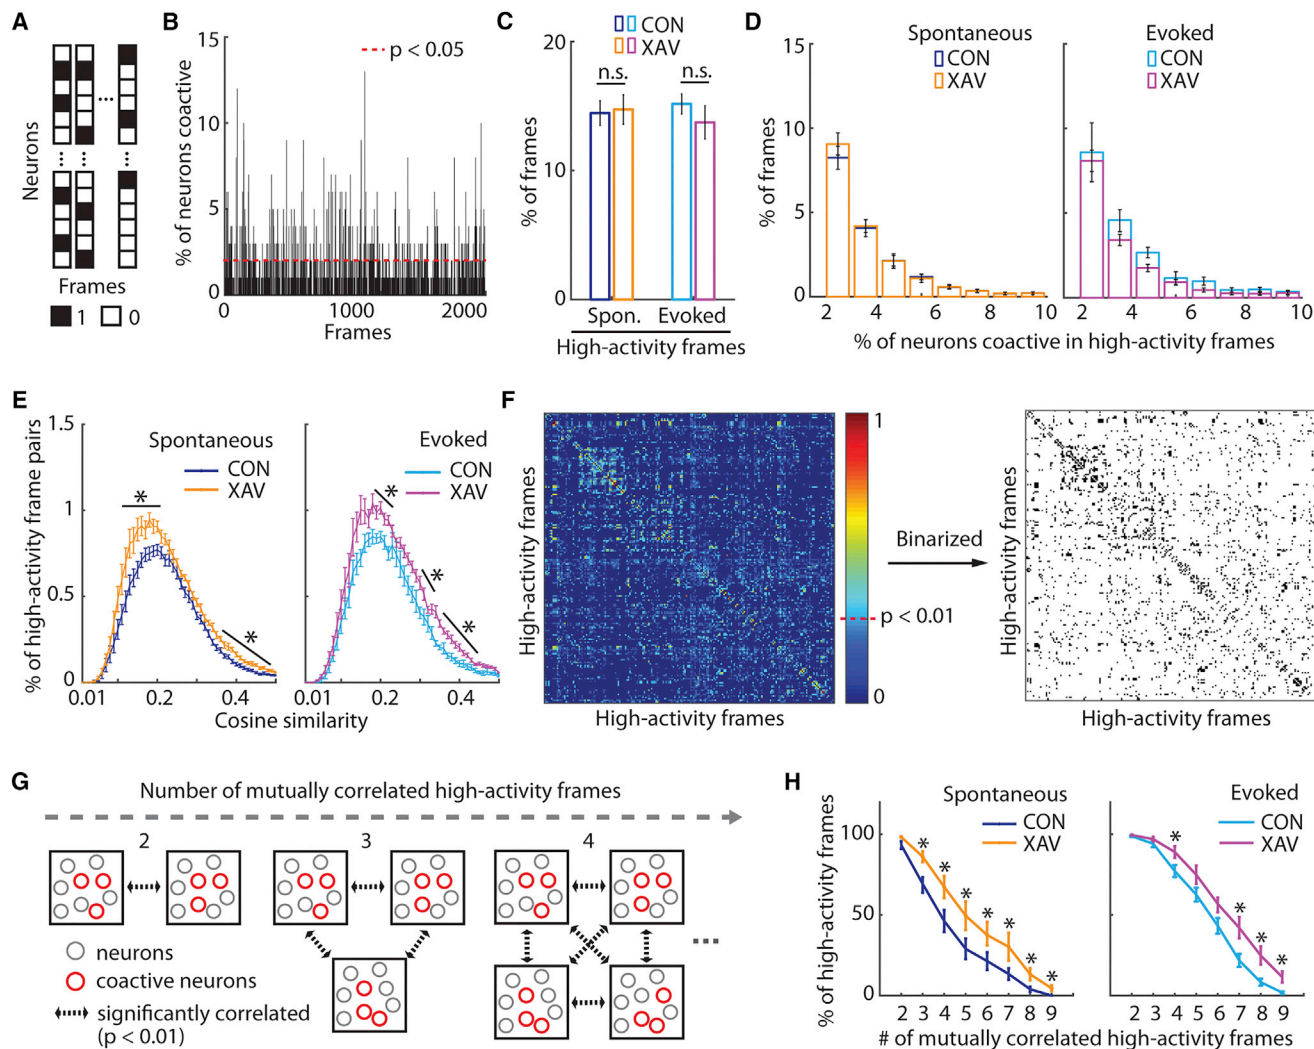 A
Neurons
Frames
1 0
B
% of neurons coactive
15
10
5
0
p < 0.05
0 1000 2000
Frames
C
% of frames
20
10
0
CON
XAV
n.s. n.s.
Spon. Evoked
High-activity frames
D
% of frames
15
10
5
0
Spontaneous
CON
XAV
2 4 6 8 10
Evoked
CON
XAV
2 4 6 8 10
% of neurons coactive in high-activity frames
E
% of high-activity frame pairs
1.5
1
0.5
0
Spontaneous
CON
XAV
* *
0.01 0.2 0.4
Evoked
CON
XAV
* * *
0.01 0.2 0.4
Cosine similarity
F
High-activity frames
High-activity frames
1
0
p < 0.01
Binarized
High-activity frames
High-activity frames
G
Number of mutually correlated high-activity frames
2 3 4
neurons
coactive neurons
significantly correlated
(p < 0.01)
H
% of high-activity frames
100
50
0
Spontaneous
CON
XAV
* * * * * * *
2 3 4 5 6 7 8 9
Evoked
CON
XAV
* * * *
2 3 4 5 6 7 8 9
# of mutually correlated high-activity frames